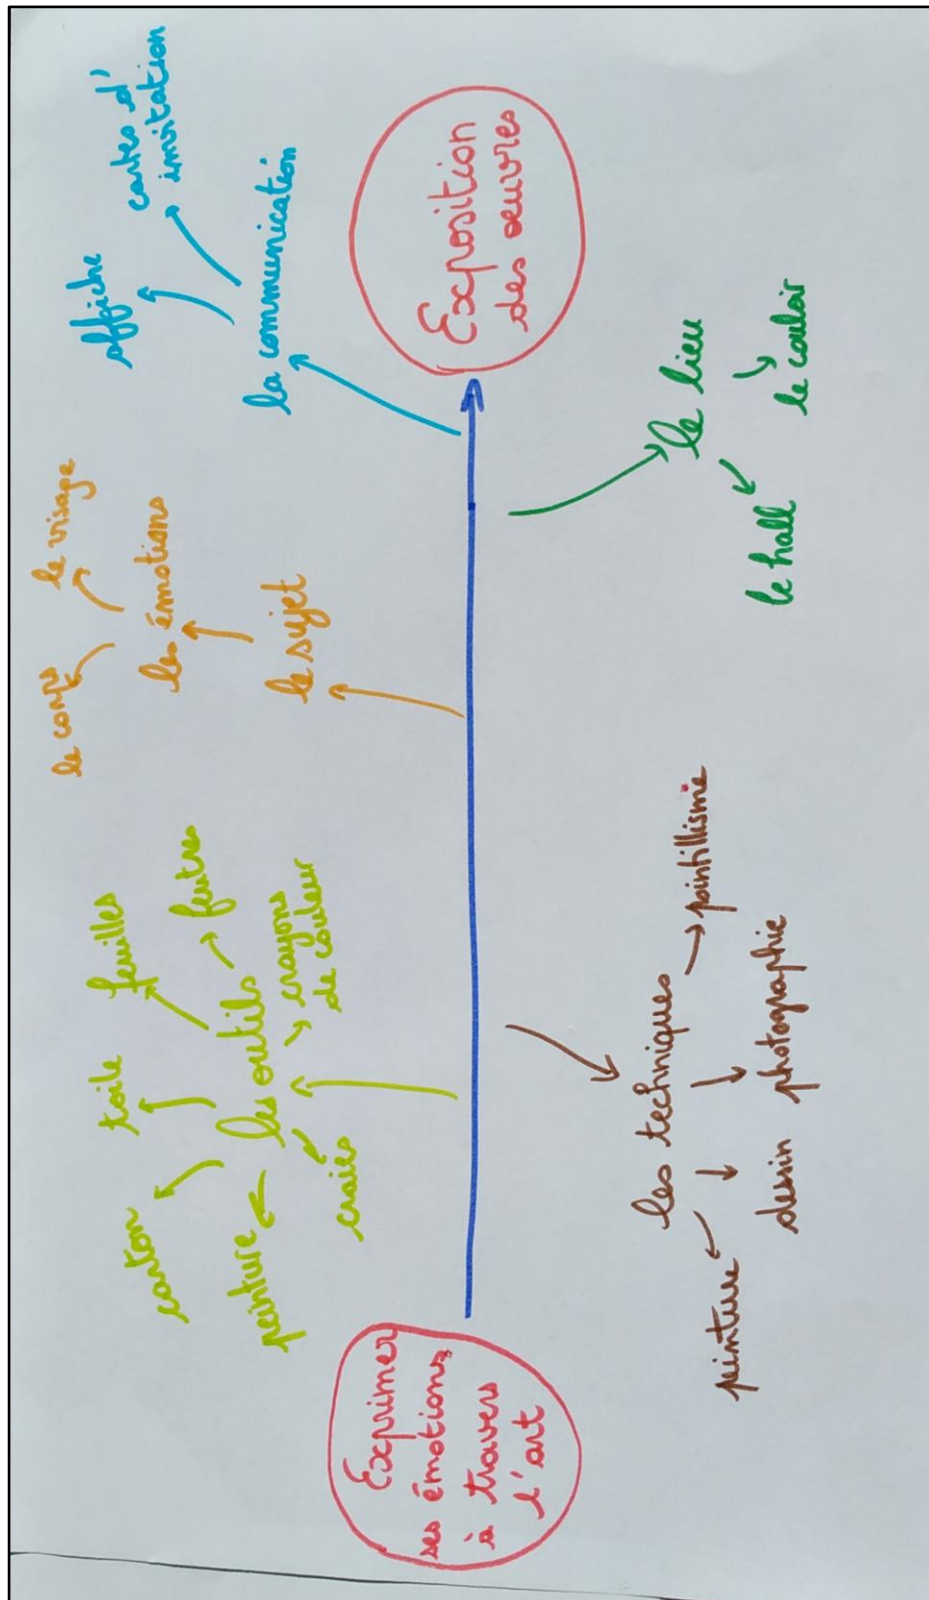 Exprimer
ses émotions
à travers
l'art
carton
toile
feuilles
feutres
les outils
crayons
de couleur
craies
peinture
le corps
le visage
les émotions
le sujet
affiche
cartes d'
invitation
la communication
Exposition
des oeuvres
les techniques
peinture
dessin
photographie
pointillisme
le lieu
le hall
le couloir